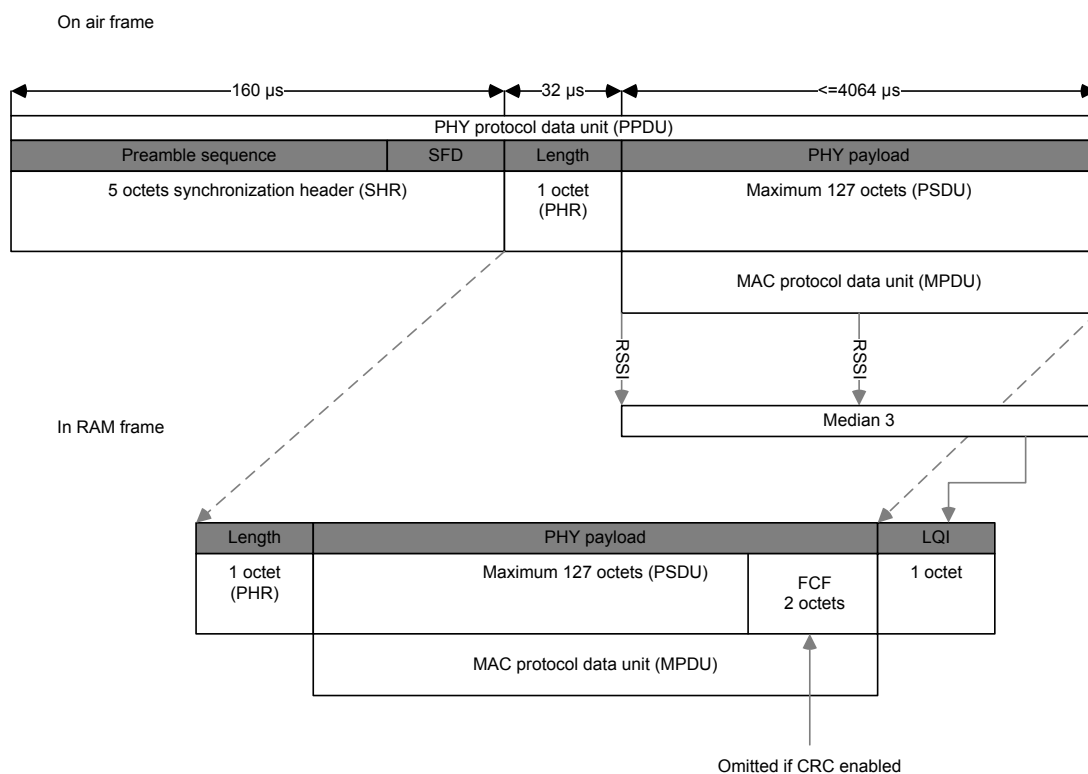 On air frame
160 µs
32 µs
<=4064 µs
PHY protocol data unit (PPDU)
Preamble sequence
SFD
Length
PHY payload
5 octets synchronization header (SHR)
1 octet
(PHR)
Maximum 127 octets (PSDU)
MAC protocol data unit (MPDU)
RSSI
RSSI
In RAM frame
Median 3
Length
PHY payload
LQI
1 octet
(PHR)
Maximum 127 octets (PSDU)
FCF
2 octets
1 octet
MAC protocol data unit (MPDU)
Omitted if CRC enabled